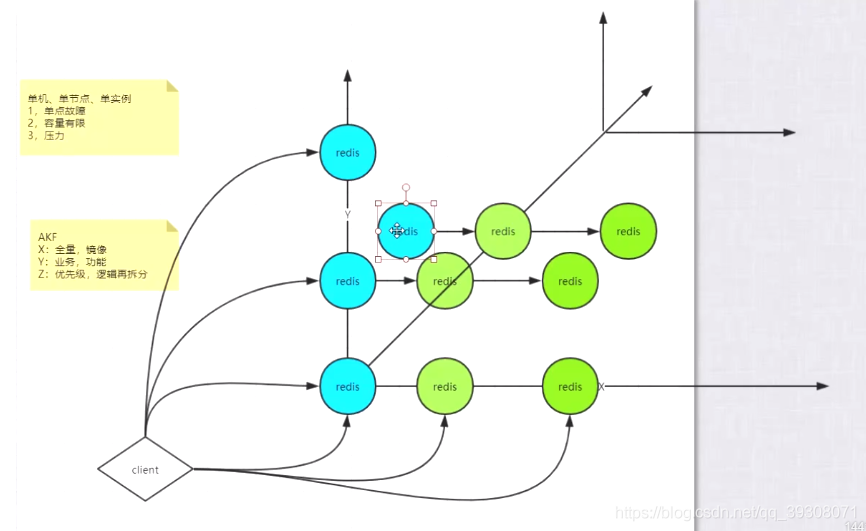 单机、单节点、单实例
1，单点故障
2，容量有限
3，压力
redis
Y
AKF
X：全量，镜像
Y：业务，功能
Z：优先级，逻辑再拆分
redis
redis
redis
redis
redis
redis
redis
redis
redis
X
client
https://blog.csdn.net/qq_39308071
144